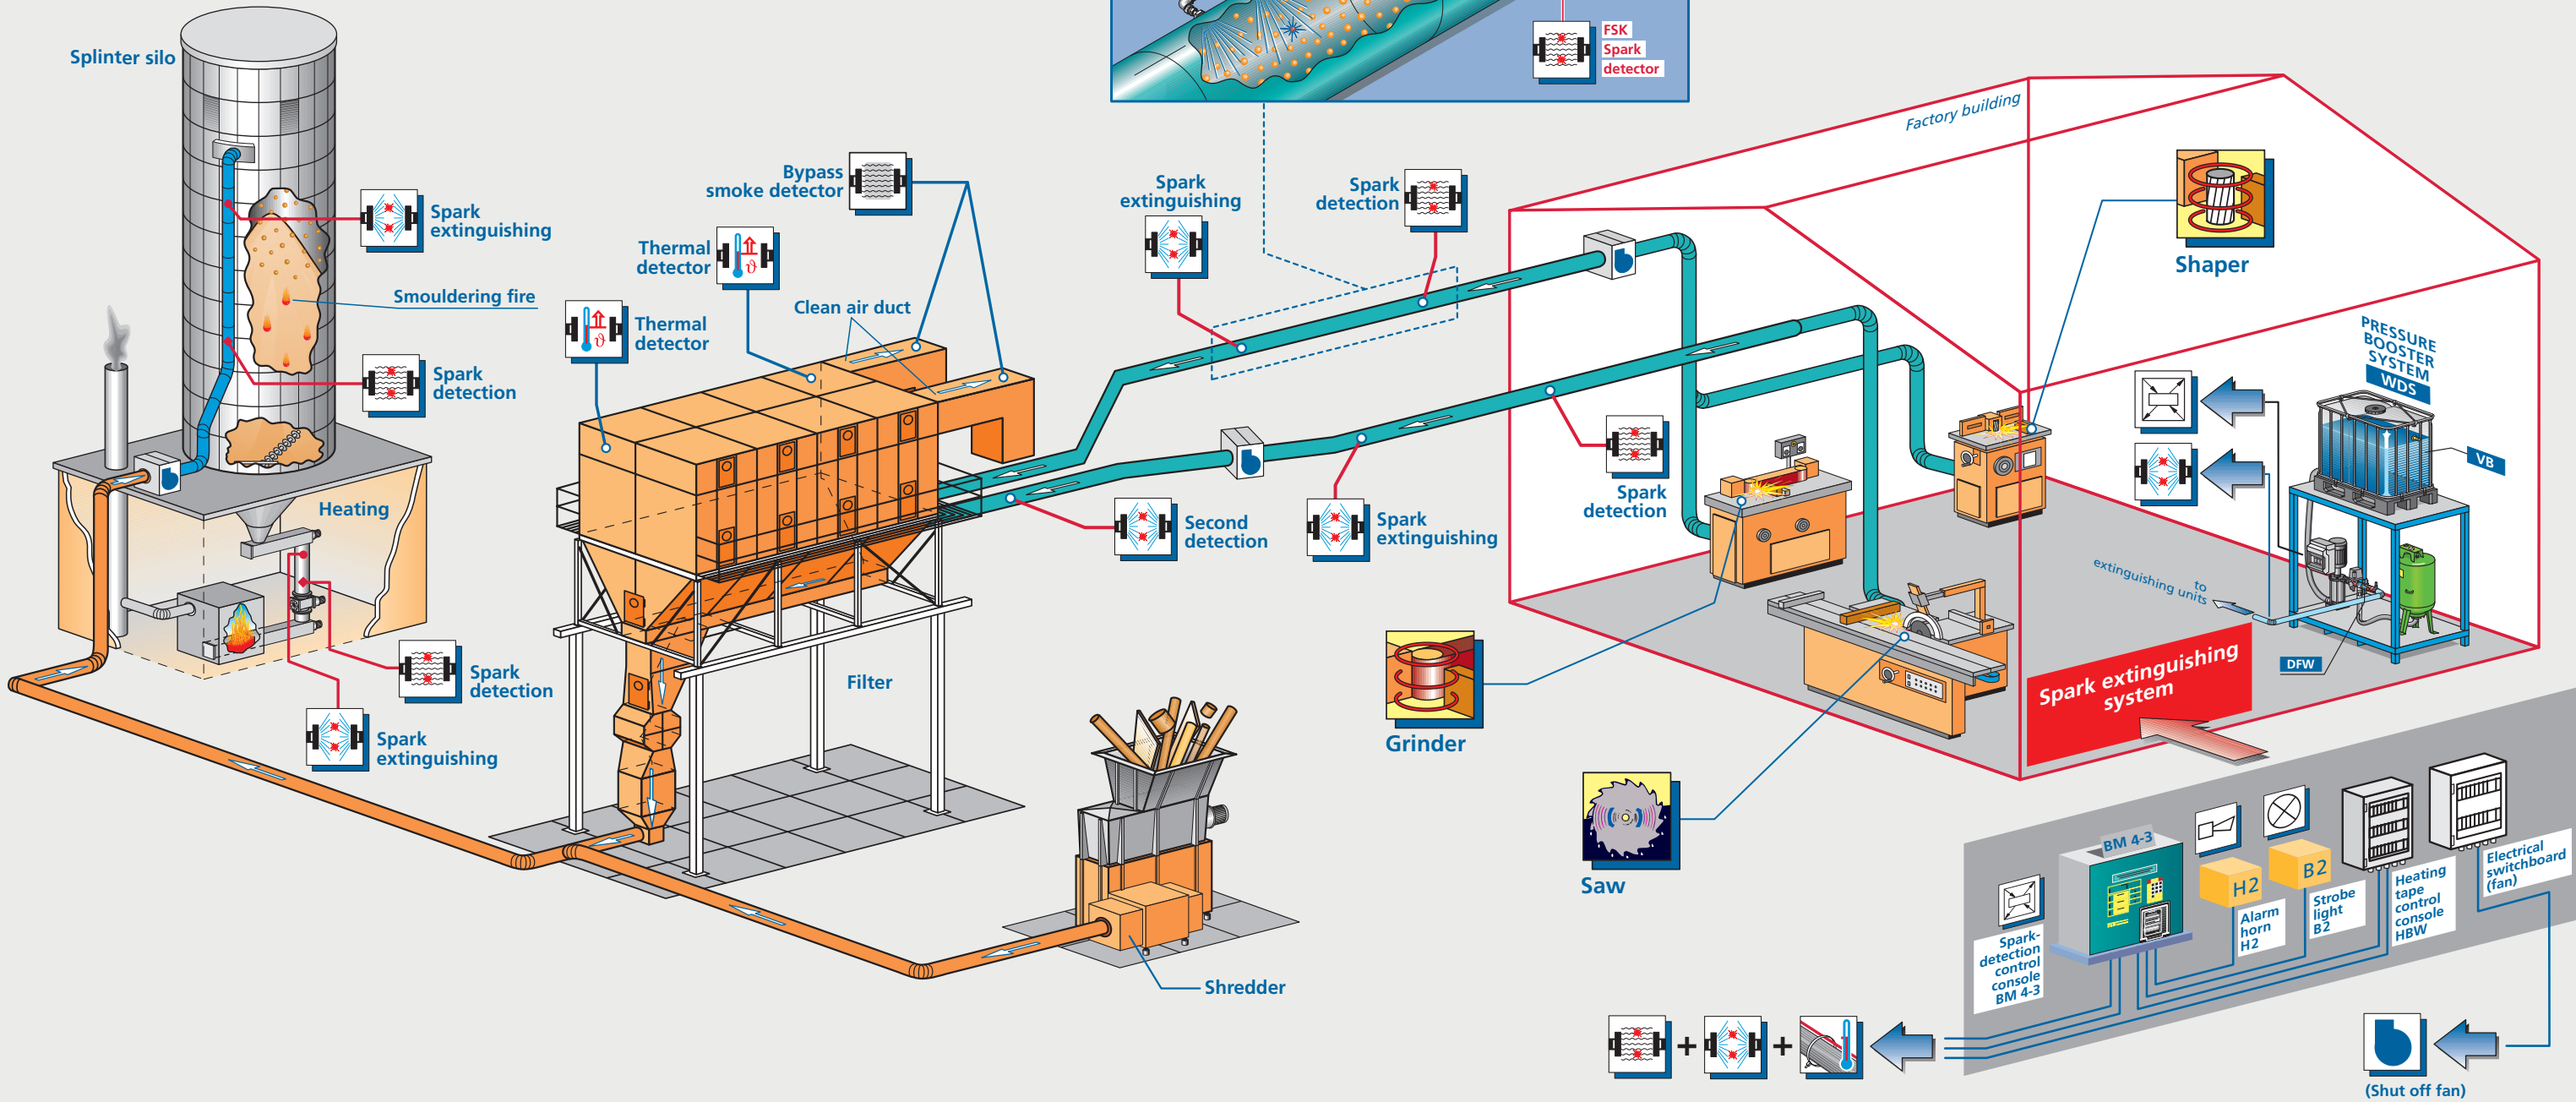 Splinter silo
Spark
extinguishing
Smouldering fire
Spark
detection
Heating
Spark
detection
Spark
extinguishing
Bypass
smoke detector
Thermal
detector
Thermal
detector
Clean air duct
Filter
Shredder
FSK
Spark
detector
Spark
extinguishing
Spark
detection
Second
detection
Spark
extinguishing
Spark
detection
Factory building
Shaper
Grinder
Saw
PRESSURE
BOOSTER
SYSTEM
WDS
VB
to
extinguishing units
DFW
Spark extinguishing
system
Spark-
detection
control
console
BM 4-3
BM 4-3
H2
Alarm
horn
H2
B2
Strobe
light
B2
Heating
tape
control
console
HBW
Electrical
switchboard
(fan)
+
+
(Shut off fan)